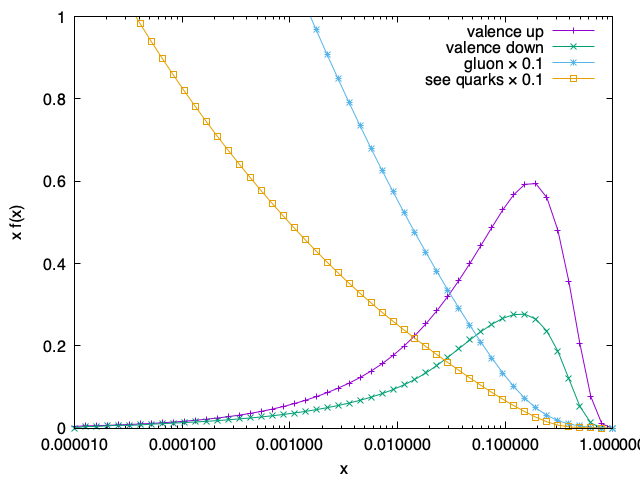 1
0.8
0.6
0.4
0.2
0
x f(x)
valence up
valence down
gluon × 0.1
see quarks × 0.1
0.000010 0.000100 0.001000 0.010000 0.100000 1.00000
x